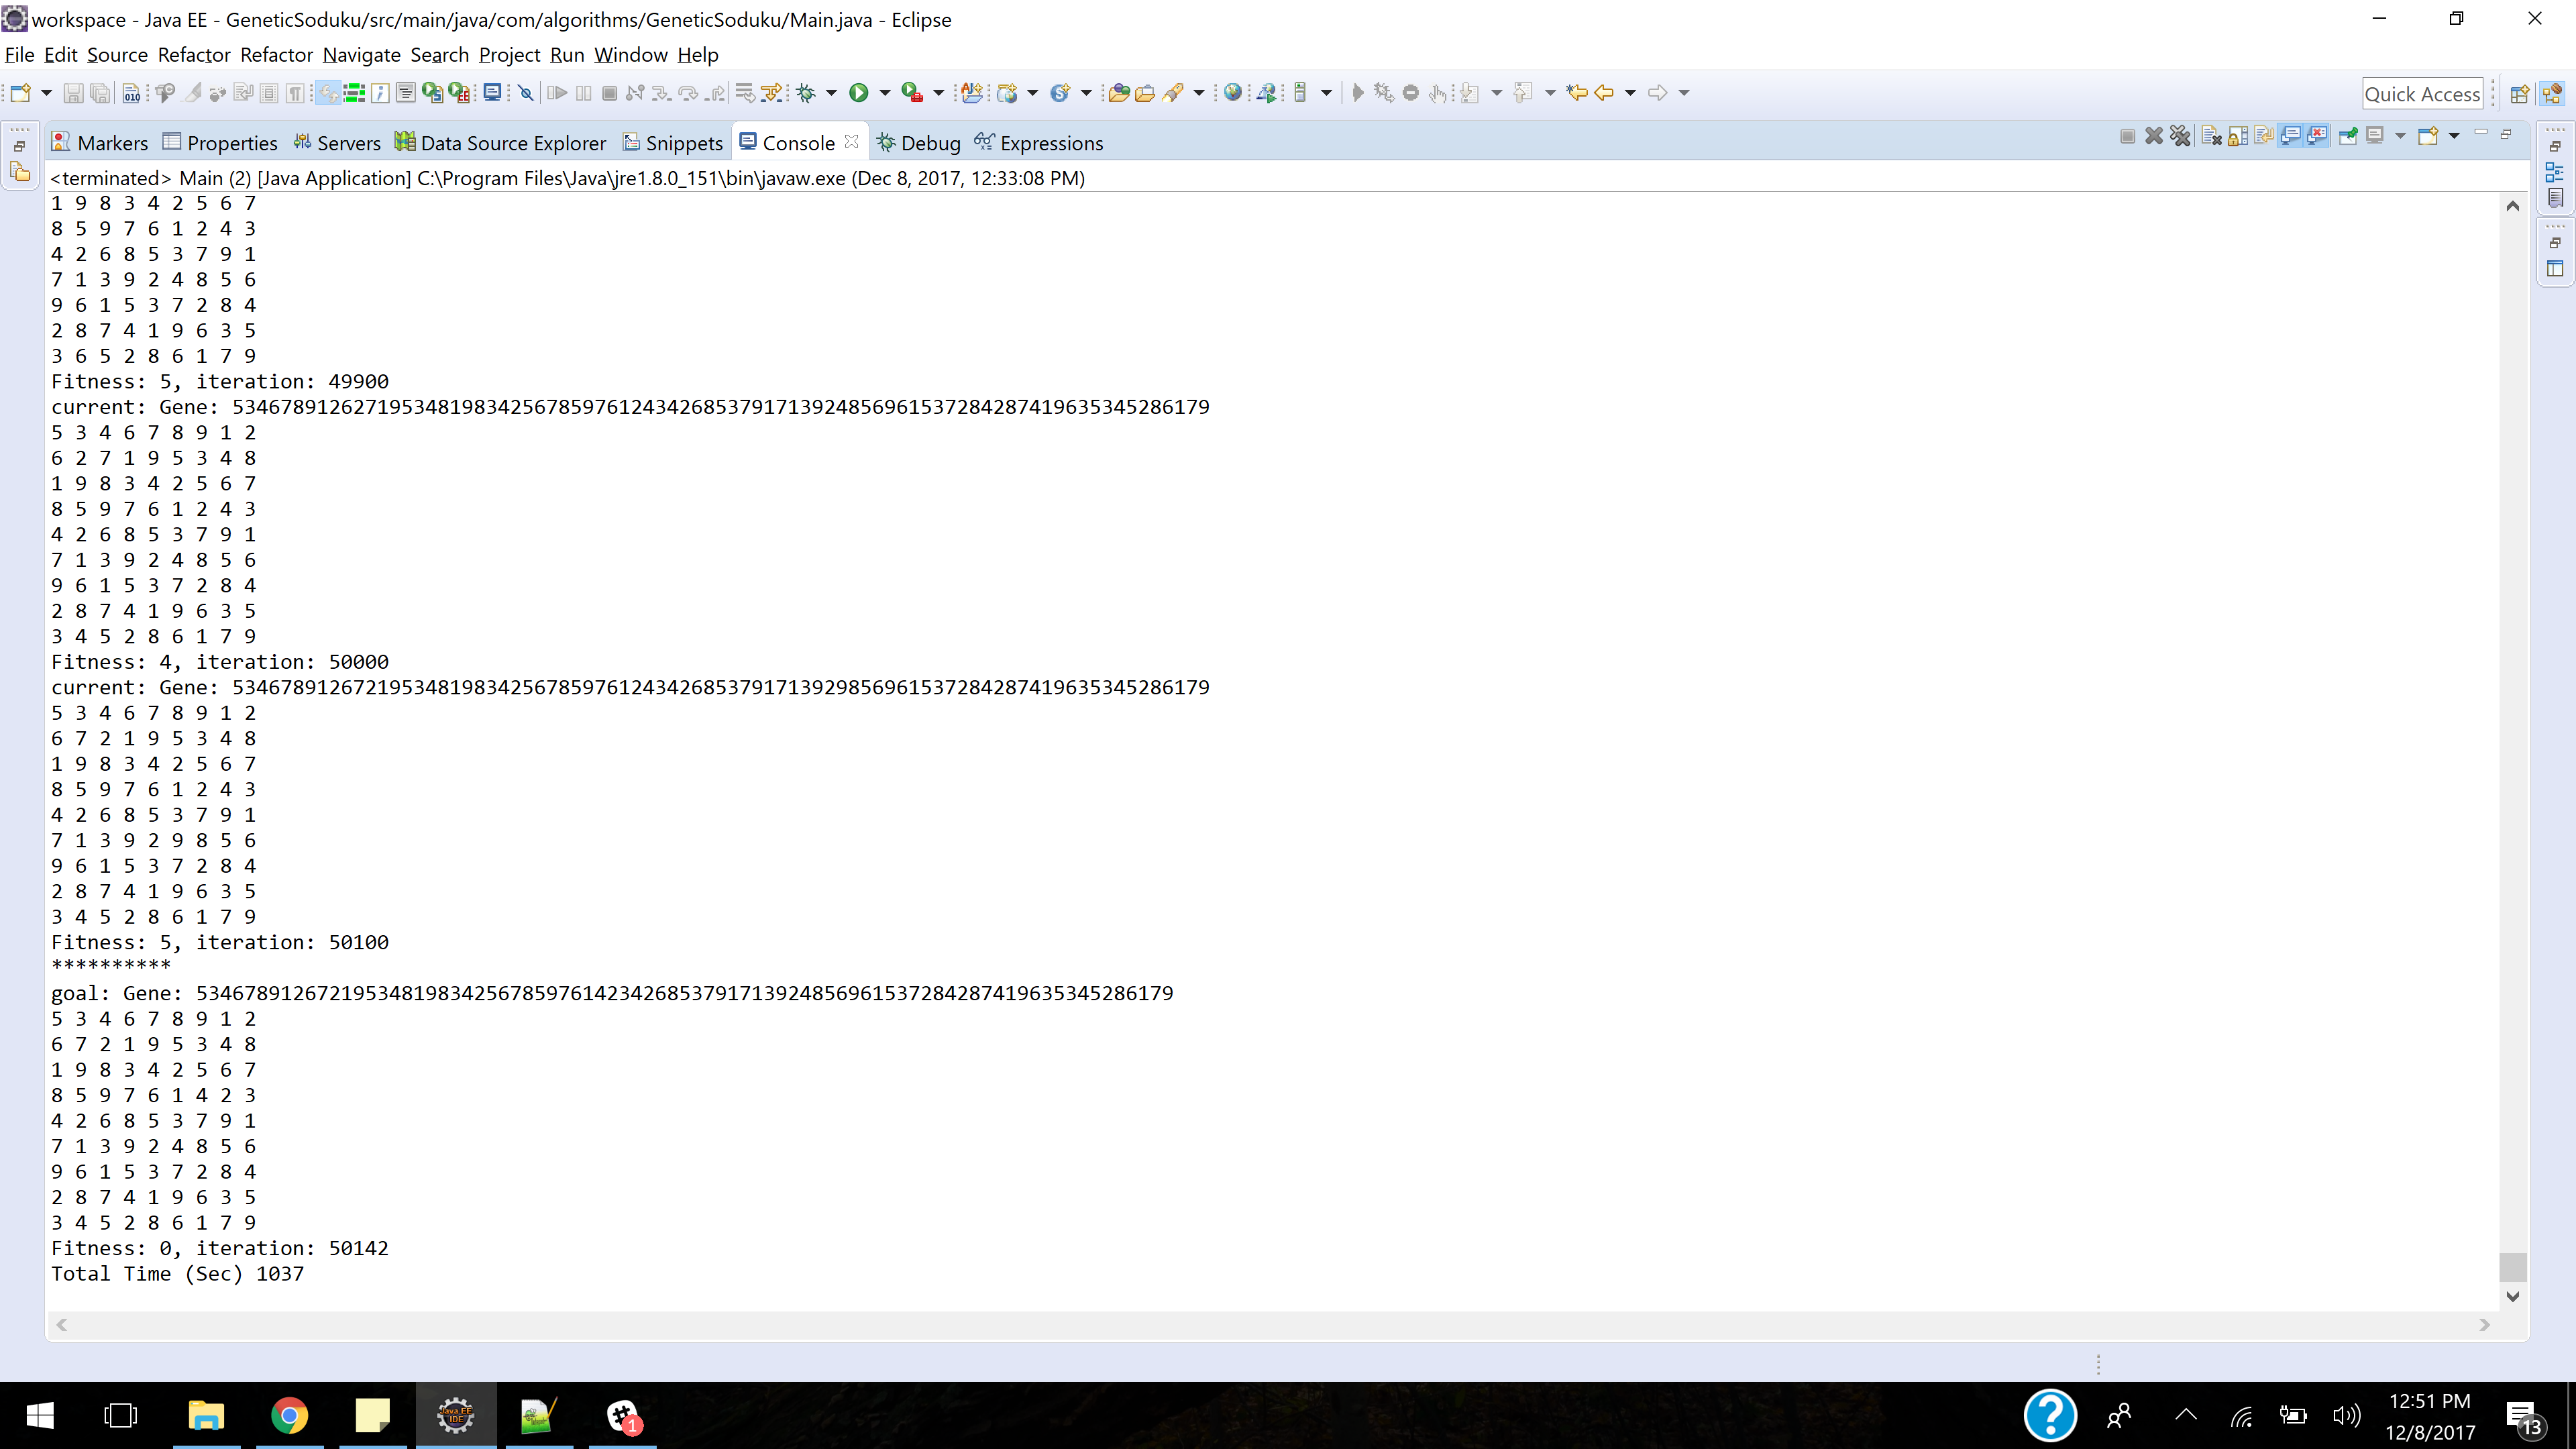 workspace - Java EE - GeneticSoduku/src/main/java/com/algorithms/GeneticSoduku/Main.java - Eclipse
File Edit Source Refactor Refactor Navigate Search Project Run Window Help
Quick Access
Markers Properties Servers Data Source Explorer Snippets Console Debug Expressions
<terminated> Main (2) [Java Application] C:\Program Files\Java\jre1.8.0_151\bin\javaw.exe (Dec 8, 2017, 12:33:08 PM)
1 9 8 3 4 2 5 6 7
8 5 9 7 6 1 2 4 3
4 2 6 8 5 3 7 9 1
7 1 3 9 2 4 8 5 6
9 6 1 5 3 7 2 8 4
2 8 7 4 1 9 6 3 5
3 6 5 2 8 6 1 7 9
Fitness: 5, iteration: 49900
current: Gene: 534678912627195348198342567859761243426853791713924856961537284287419635345286179
5 3 4 6 7 8 9 1 2
6 2 7 1 9 5 3 4 8
1 9 8 3 4 2 5 6 7
8 5 9 7 6 1 2 4 3
4 2 6 8 5 3 7 9 1
7 1 3 9 2 4 8 5 6
9 6 1 5 3 7 2 8 4
2 8 7 4 1 9 6 3 5
3 4 5 2 8 6 1 7 9
Fitness: 4, iteration: 50000
current: Gene: 534678912672195348198342567859761243426853791713929856961537284287419635345286179
5 3 4 6 7 8 9 1 2
6 7 2 1 9 5 3 4 8
1 9 8 3 4 2 5 6 7
8 5 9 7 6 1 2 4 3
4 2 6 8 5 3 7 9 1
7 1 3 9 2 9 8 5 6
9 6 1 5 3 7 2 8 4
2 8 7 4 1 9 6 3 5
3 4 5 2 8 6 1 7 9
Fitness: 5, iteration: 50100
**********
goal: Gene: 534678912672195348198342567859761423426853791713924856961537284287419635345286179
5 3 4 6 7 8 9 1 2
6 7 2 1 9 5 3 4 8
1 9 8 3 4 2 5 6 7
8 5 9 7 6 1 4 2 3
4 2 6 8 5 3 7 9 1
7 1 3 9 2 4 8 5 6
9 6 1 5 3 7 2 8 4
2 8 7 4 1 9 6 3 5
3 4 5 2 8 6 1 7 9
Fitness: 0, iteration: 50142
Total Time (Sec) 1037
Java EE
IDE
1
12:51 PM
12/8/2017
13